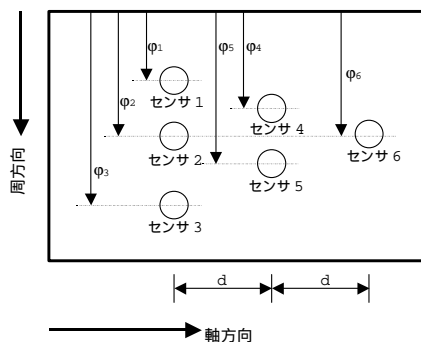 φ1
φ5
φ4
φ2
φ6
φ3
センサ 1
センサ 4
センサ 2
センサ 6
センサ 5
センサ 3
周方向
d
d
軸方向